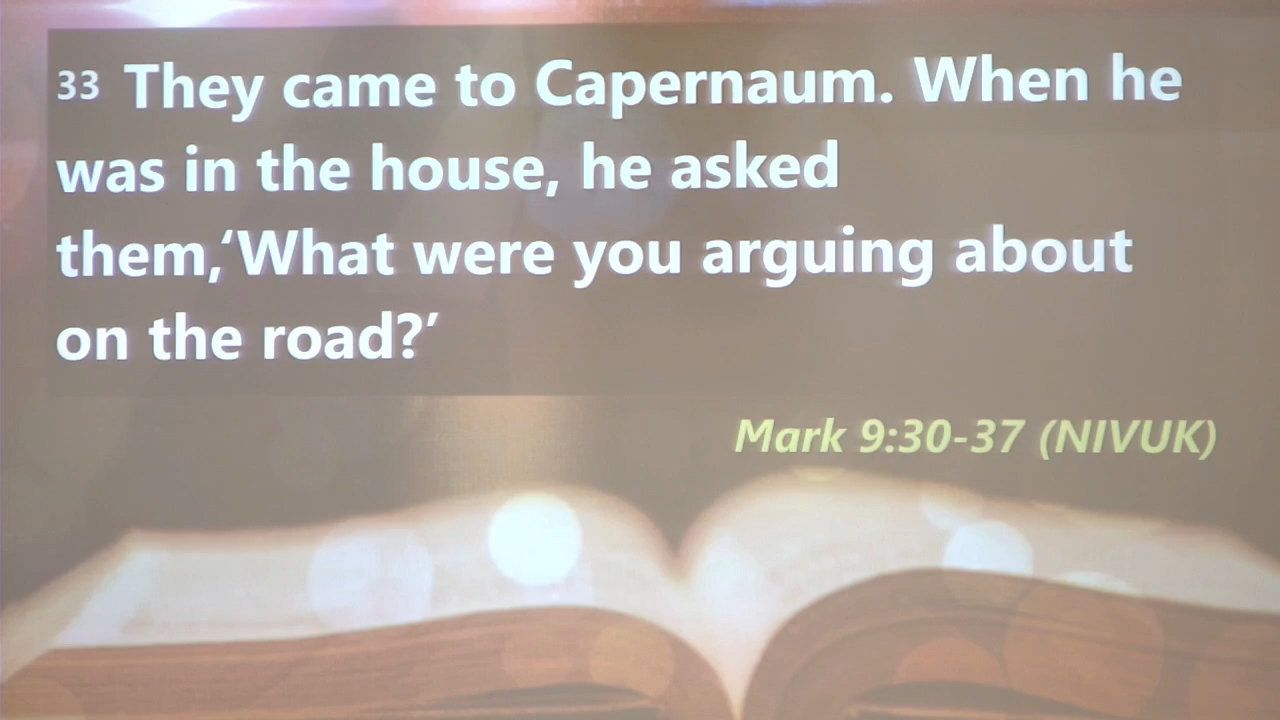 33 They came to Capernaum. When he
was in the house, he asked
them,‘What were you arguing about
on the road?’
Mark 9:30-37 (NIVUK)